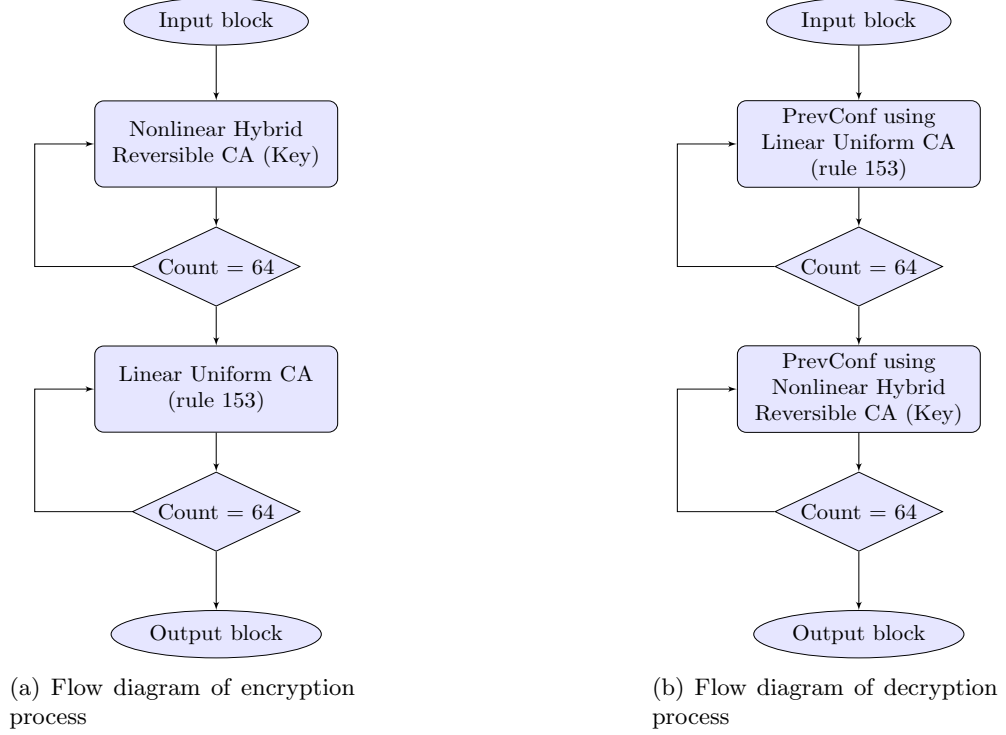 Input block
Nonlinear Hybrid
Reversible CA (Key)
Count = 64
Linear Uniform CA
(rule 153)
Count = 64
Output block
(a) Flow diagram of encryption
process
Input block
PrevConf using
Linear Uniform CA
(rule 153)
Count = 64
PrevConf using
Nonlinear Hybrid
Reversible CA (Key)
Count = 64
Output block
(b) Flow diagram of decryption
process